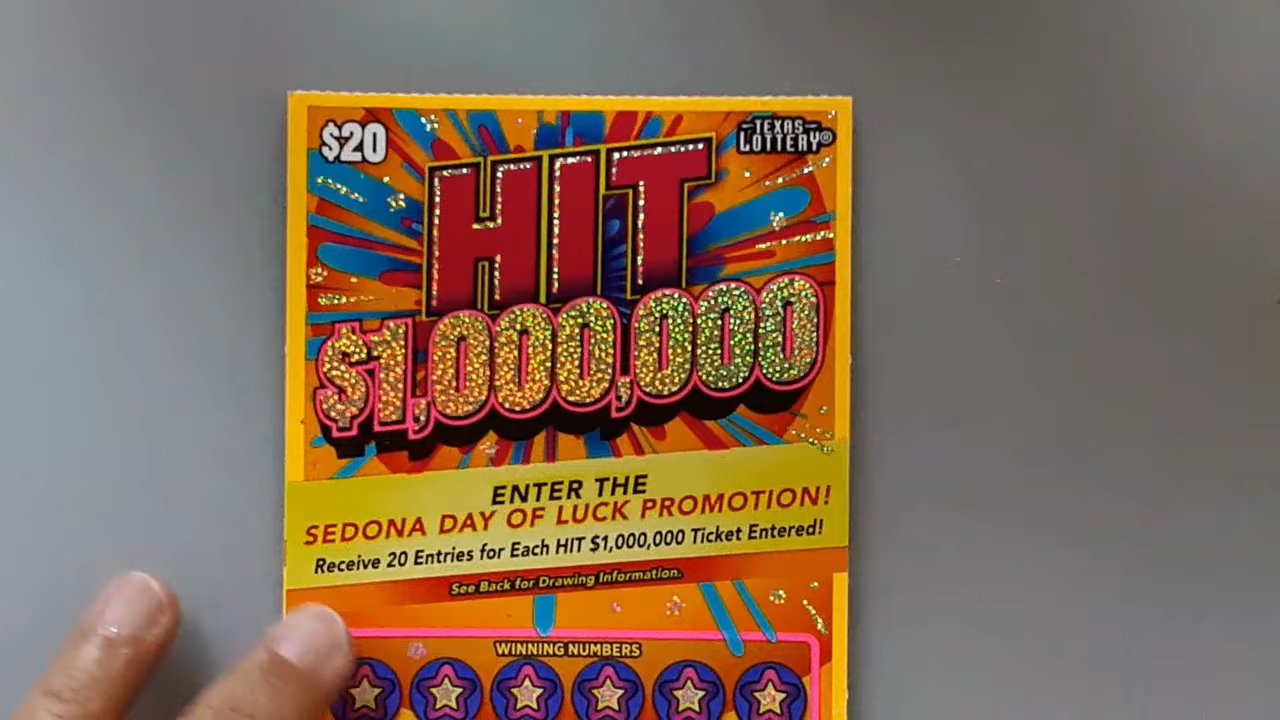 $20
TEXAS
LOTTERY®
HIT
$1,000,000
ENTER THE
SEDONA DAY OF LUCK PROMOTION!
Receive 20 Entries for Each HIT $1,000,000 Ticket Entered!
See Back for Drawing Information.
WINNING NUMBERS